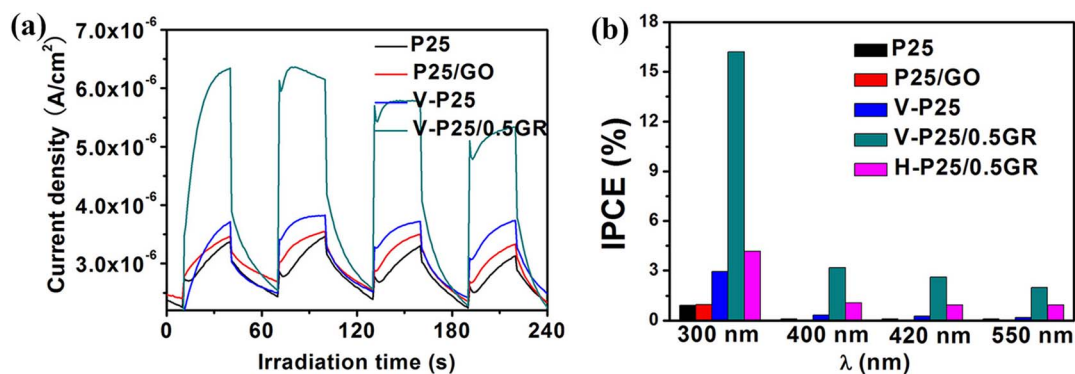 (a)
7.0x10⁻⁶
6.0x10⁻⁶
5.0x10⁻⁶
4.0x10⁻⁶
3.0x10⁻⁶
Current density (A/cm²)
P25
P25/GO
V-P25
V-P25/0.5GR
0 60 120 180 240
Irradiation time (s)
(b)
18
15
12
9
6
3
0
IPCE (%)
P25
P25/GO
V-P25
V-P25/0.5GR
H-P25/0.5GR
300 nm 400 nm 420 nm 550 nm
λ (nm)